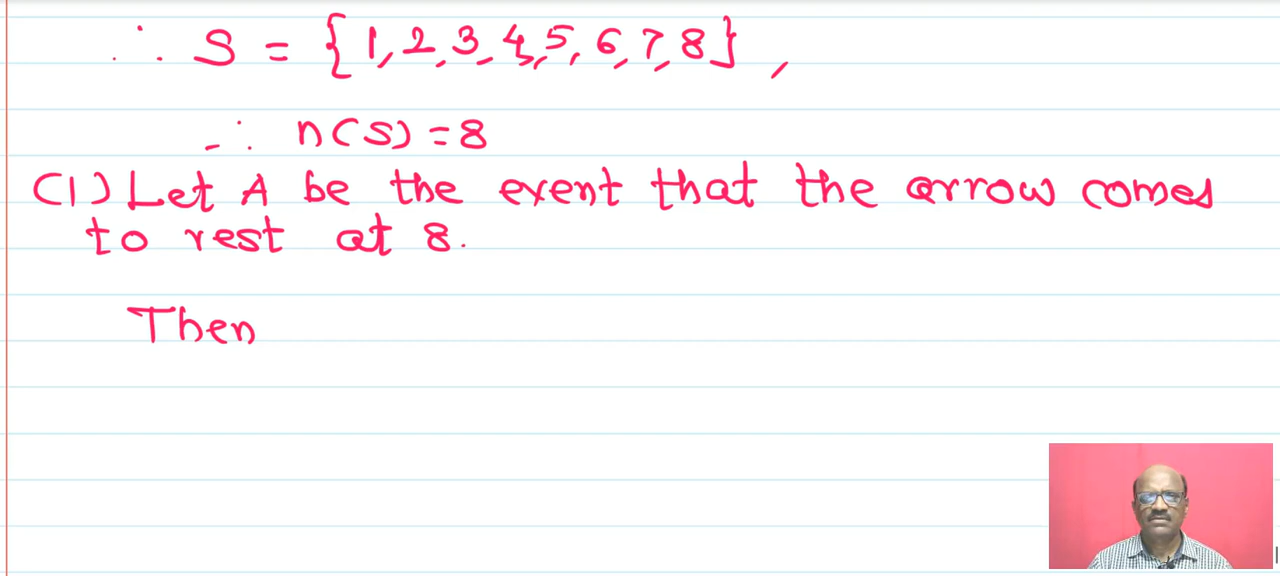 ∴ S = {1, 2, 3, 4, 5, 6, 7, 8},
∴ n(S) = 8
(1) Let A be the event that the arrow comes
to rest at 8.
Then